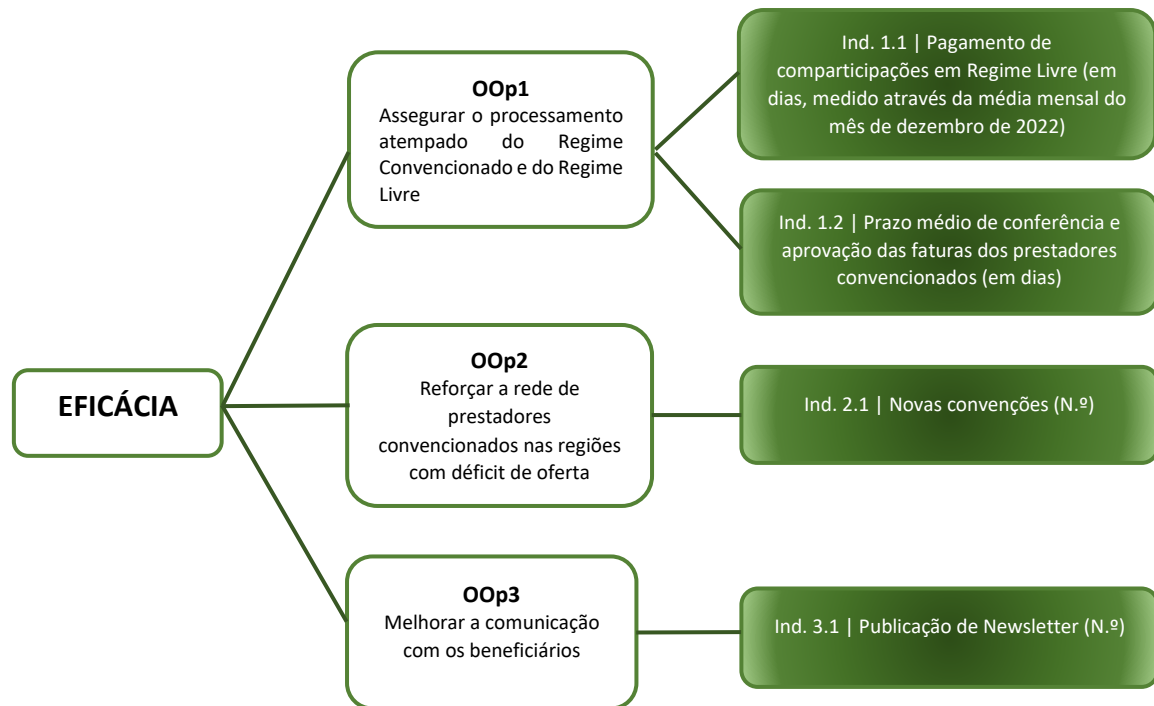 EFICÁCIA
OOp1
Assegurar o processamento
atempado do Regime
Convencionado e do Regime
Livre
Ind. 1.1 | Pagamento de
comparticipações em Regime Livre (em
dias, medido através da média mensal do
mês de dezembro de 2022)
Ind. 1.2 | Prazo médio de conferência e
aprovação das faturas dos prestadores
convencionados (em dias)
OOp2
Reforçar a rede de
prestadores
convencionados nas regiões
com déficit de oferta
Ind. 2.1 | Novas convenções (N.º)
OOp3
Melhorar a comunicação
com os beneficiários
Ind. 3.1 | Publicação de Newsletter (N.º)